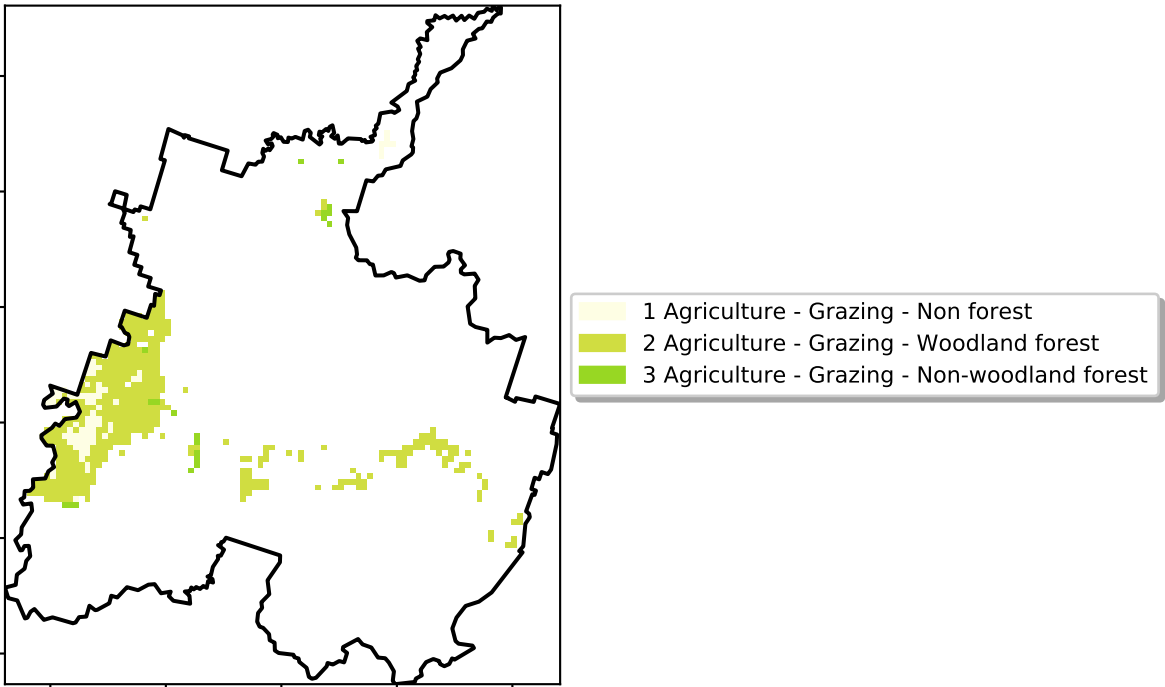 1 Agriculture - Grazing - Non forest
2 Agriculture - Grazing - Woodland forest
3 Agriculture - Grazing - Non-woodland forest